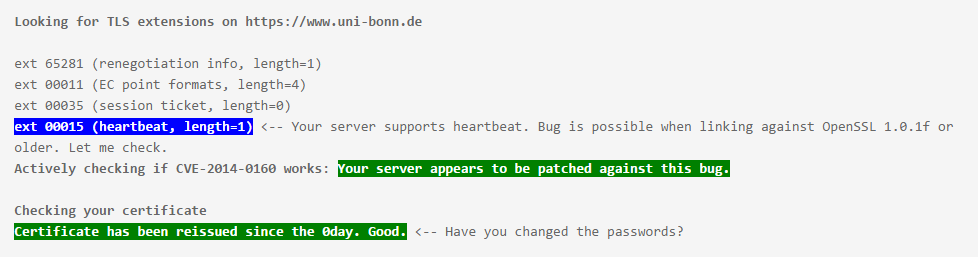 Looking for TLS extensions on https://www.uni-bonn.de
ext 65281 (renegotiation info, length=1)
ext 00011 (EC point formats, length=4)
ext 00035 (session ticket, length=0)
ext 00015 (heartbeat, length=1) <-- Your server supports heartbeat. Bug is possible when linking against OpenSSL 1.0.1f or
older. Let me check.
Actively checking if CVE-2014-0160 works: Your server appears to be patched against this bug.
Checking your certificate
Certificate has been reissued since the 0day. Good. <-- Have you changed the passwords?